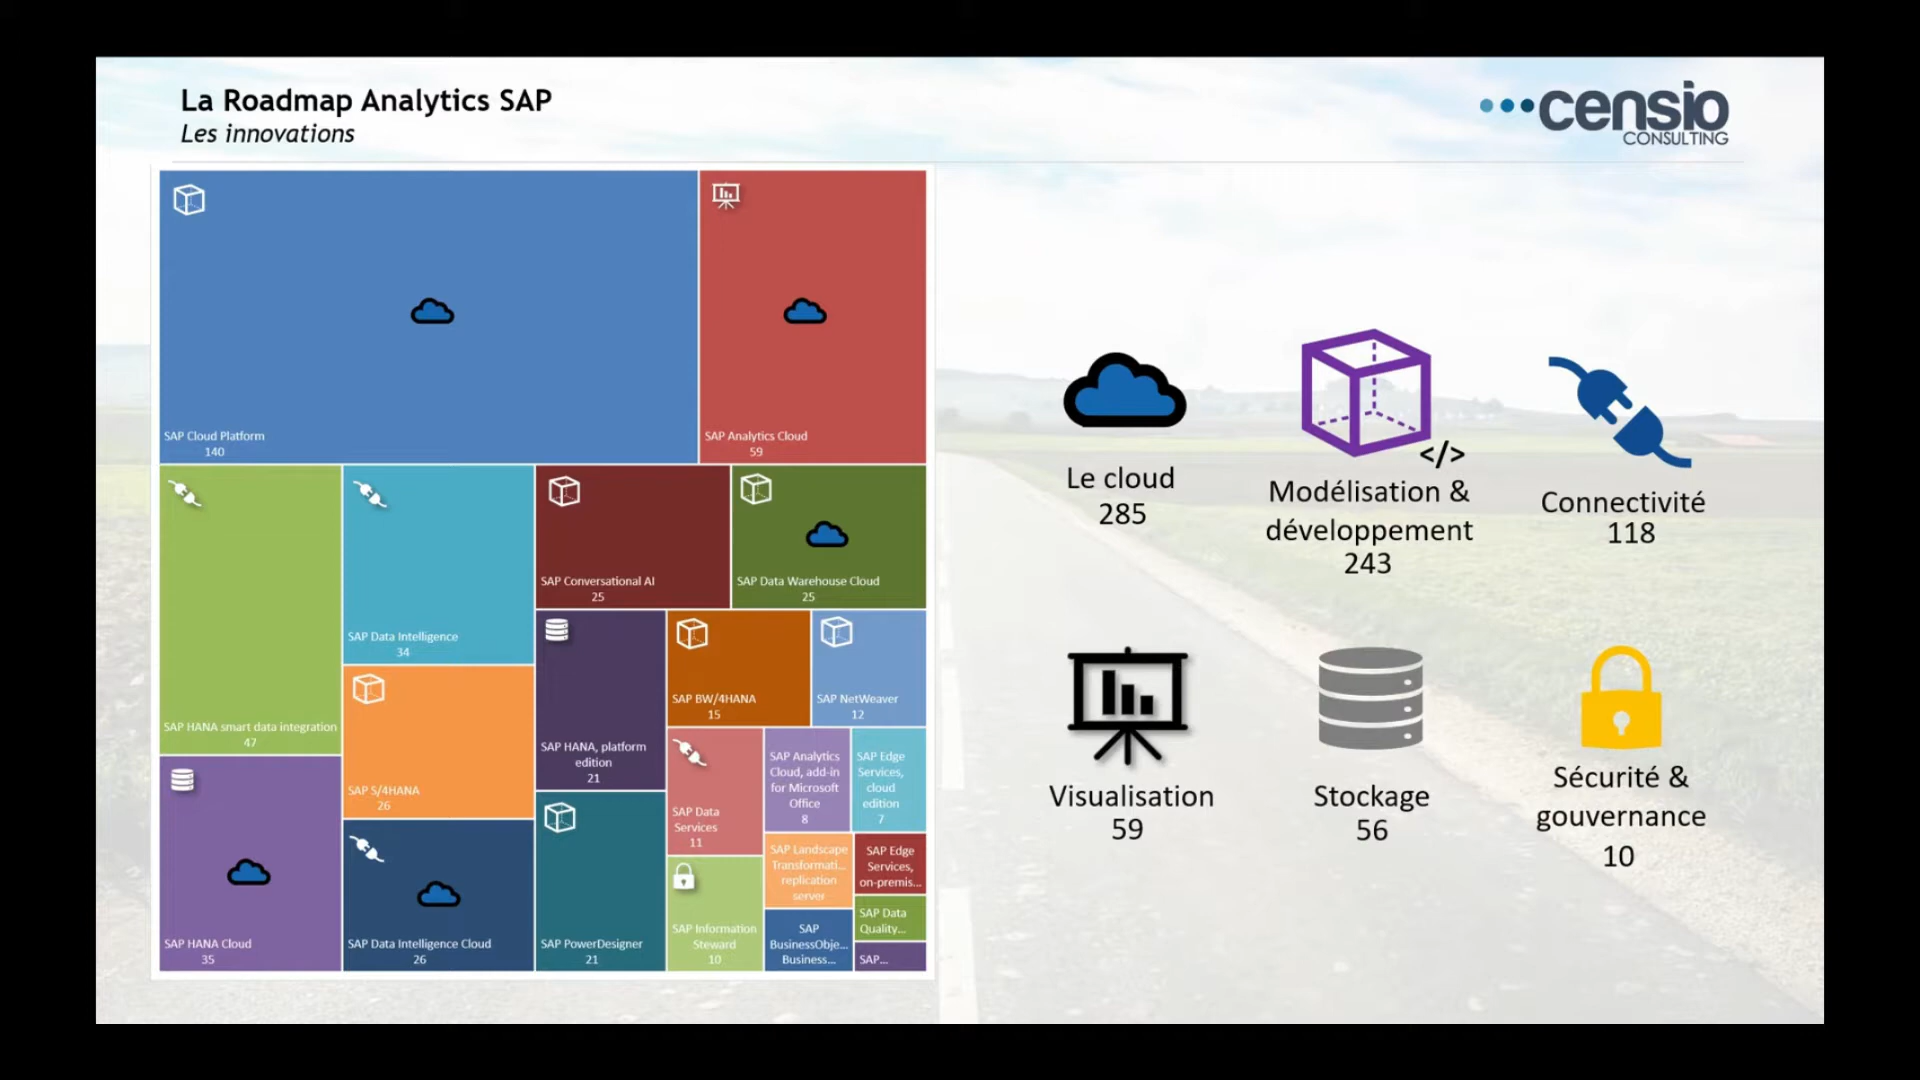 La Roadmap Analytics SAP
Les innovations
censio
CONSULTING
SAP Cloud Platform
140
SAP Analytics Cloud
59
SAP HANA smart data integration
47
SAP Data Intelligence
34
SAP Conversational AI
25
SAP Data Warehouse Cloud
25
SAP HANA Cloud
35
SAP S/4HANA
26
SAP Data Intelligence Cloud
26
SAP HANA, platform
edition
21
SAP PowerDesigner
21
SAP BW/4HANA
15
SAP NetWeaver
12
SAP Data
Services
11
SAP Information
Steward
10
SAP Analytics
Cloud, add-in
for Microsoft
Office
8
SAP Edge
Services,
cloud
edition
7
SAP Landscape
Transformati...
replication
server
SAP Edge
Services,
on-premis...
SAP
BusinessObje...
Business...
SAP Data
Quality...
SAP...
Le cloud
285
</>
Modélisation &
développement
243
Connectivité
118
Visualisation
59
Stockage
56
Sécurité &
gouvernance
10